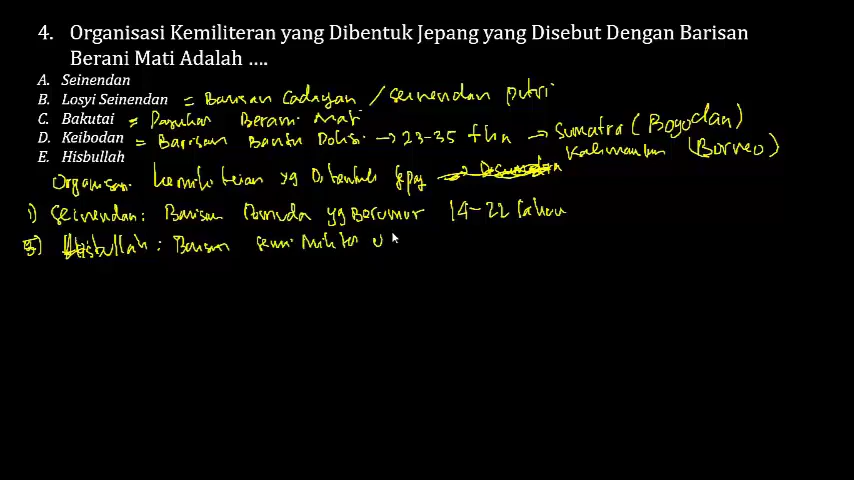 4. Organisasi Kemiliteran yang Dibentuk Jepang yang Disebut Dengan Barisan
Berani Mati Adalah ....
A. Seinendan
B. Losyi Seinendan = Barisan Cadangan / Seinendan Putri
C. Bakutai = Pasukan Berani Mati
D. Keibodan = Barisan Bantu Polisi → 23-35 thn → Sumatra (Bogodan)
Kalimantan (Borneo)
E. Hisbullah
Organisasi kemiliteran yg Dibentuk Jepang →
1) Seinendan : Barisan Pemuda yg Berumur 14-22 Tahun
5) Hisbullah : Barisan semi militer u